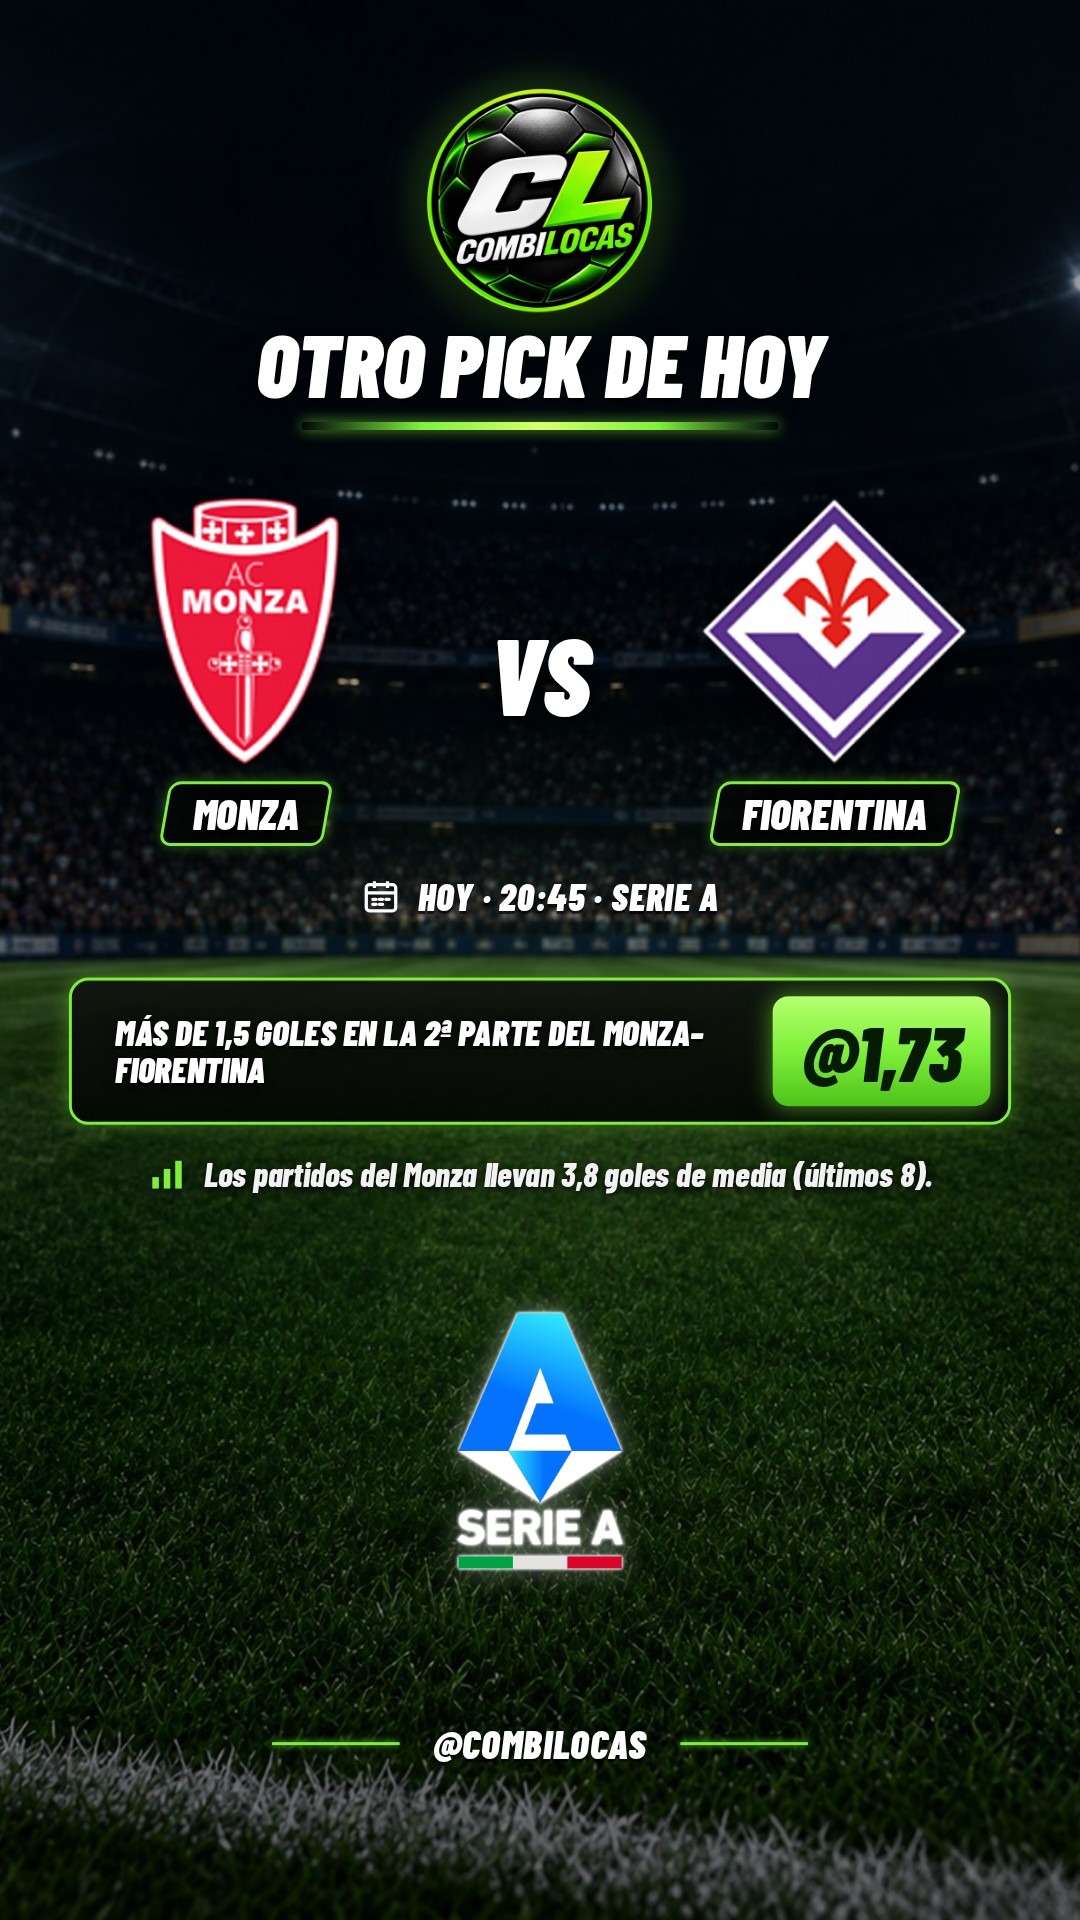 CL
COMBILOCAS
OTRO PICK DE HOY
AC
MONZA
VS
MONZA
FIORENTINA
HOY · 20:45 · SERIE A
MÁS DE 1,5 GOLES EN LA 2ª PARTE DEL MONZA-
FIORENTINA
@1,73
Los partidos del Monza llevan 3,8 goles de media (últimos 8).
SERIE A
@COMBILOCAS